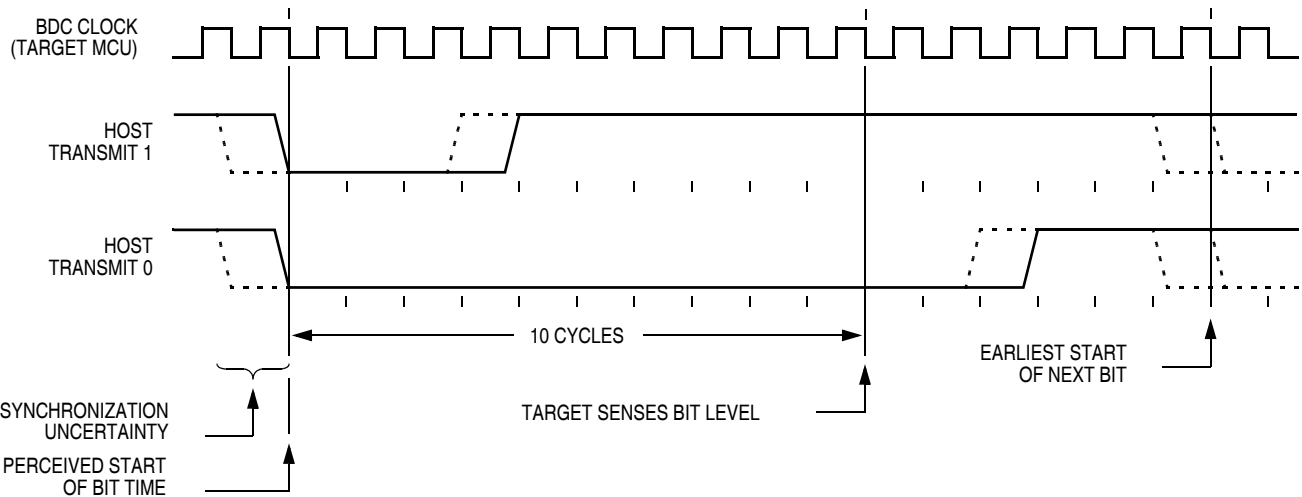 BDC CLOCK
(TARGET MCU)
HOST
TRANSMIT 1
HOST
TRANSMIT 0
10 CYCLES
EARLIEST START
OF NEXT BIT
SYNCHRONIZATION
UNCERTAINTY
TARGET SENSES BIT LEVEL
PERCEIVED START
OF BIT TIME